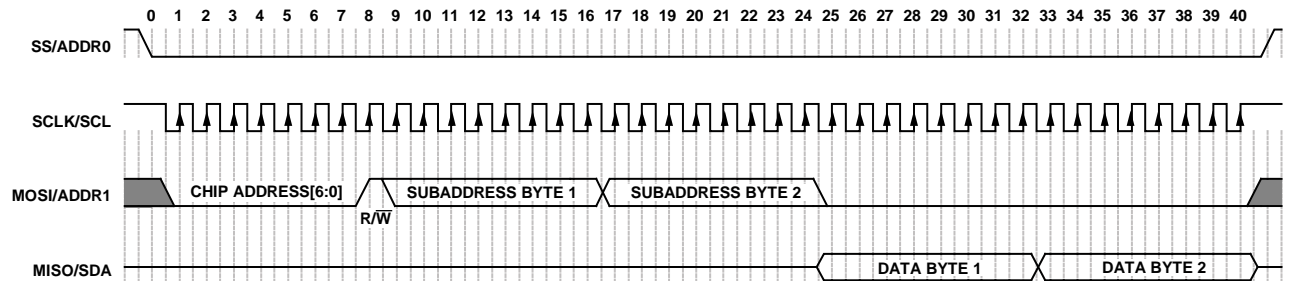 0 1 2 3 4 5 6 7 8 9 10 11 12 13 14 15 16 17 18 19 20 21 22 23 24 25 26 27 28 29 30 31 32 33 34 35 36 37 38 39 40
SS/ADDR0
SCLK/SCL
MOSI/ADDR1 CHIP ADDRESS[6:0] SUBADDRESS BYTE 1 SUBADDRESS BYTE 2
R/W̅
MISO/SDA DATA BYTE 1 DATA BYTE 2